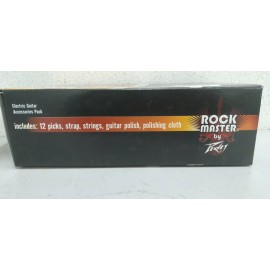 Electric Guitar
Accessories Pack
includes: 12 picks, strap, strings, guitar polish, polishing cloth
ROCK
MASTER
by
PEAVEY